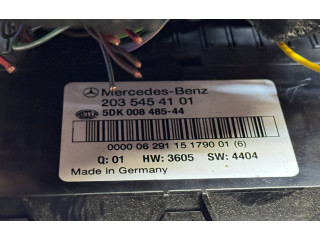 Mercedes-Benz
203 545 41 01
5DK 008 485-44
0000 06 291 15 1790 01 (6)
Q: 01 HW: 3605 SW: 4404
Made in Germany